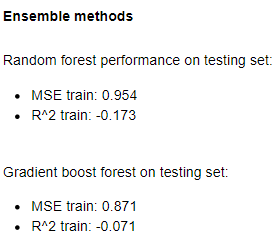 Ensemble methods
Random forest performance on testing set:
• MSE train: 0.954
• R^2 train: -0.173
Gradient boost forest on testing set:
• MSE train: 0.871
• R^2 train: -0.071